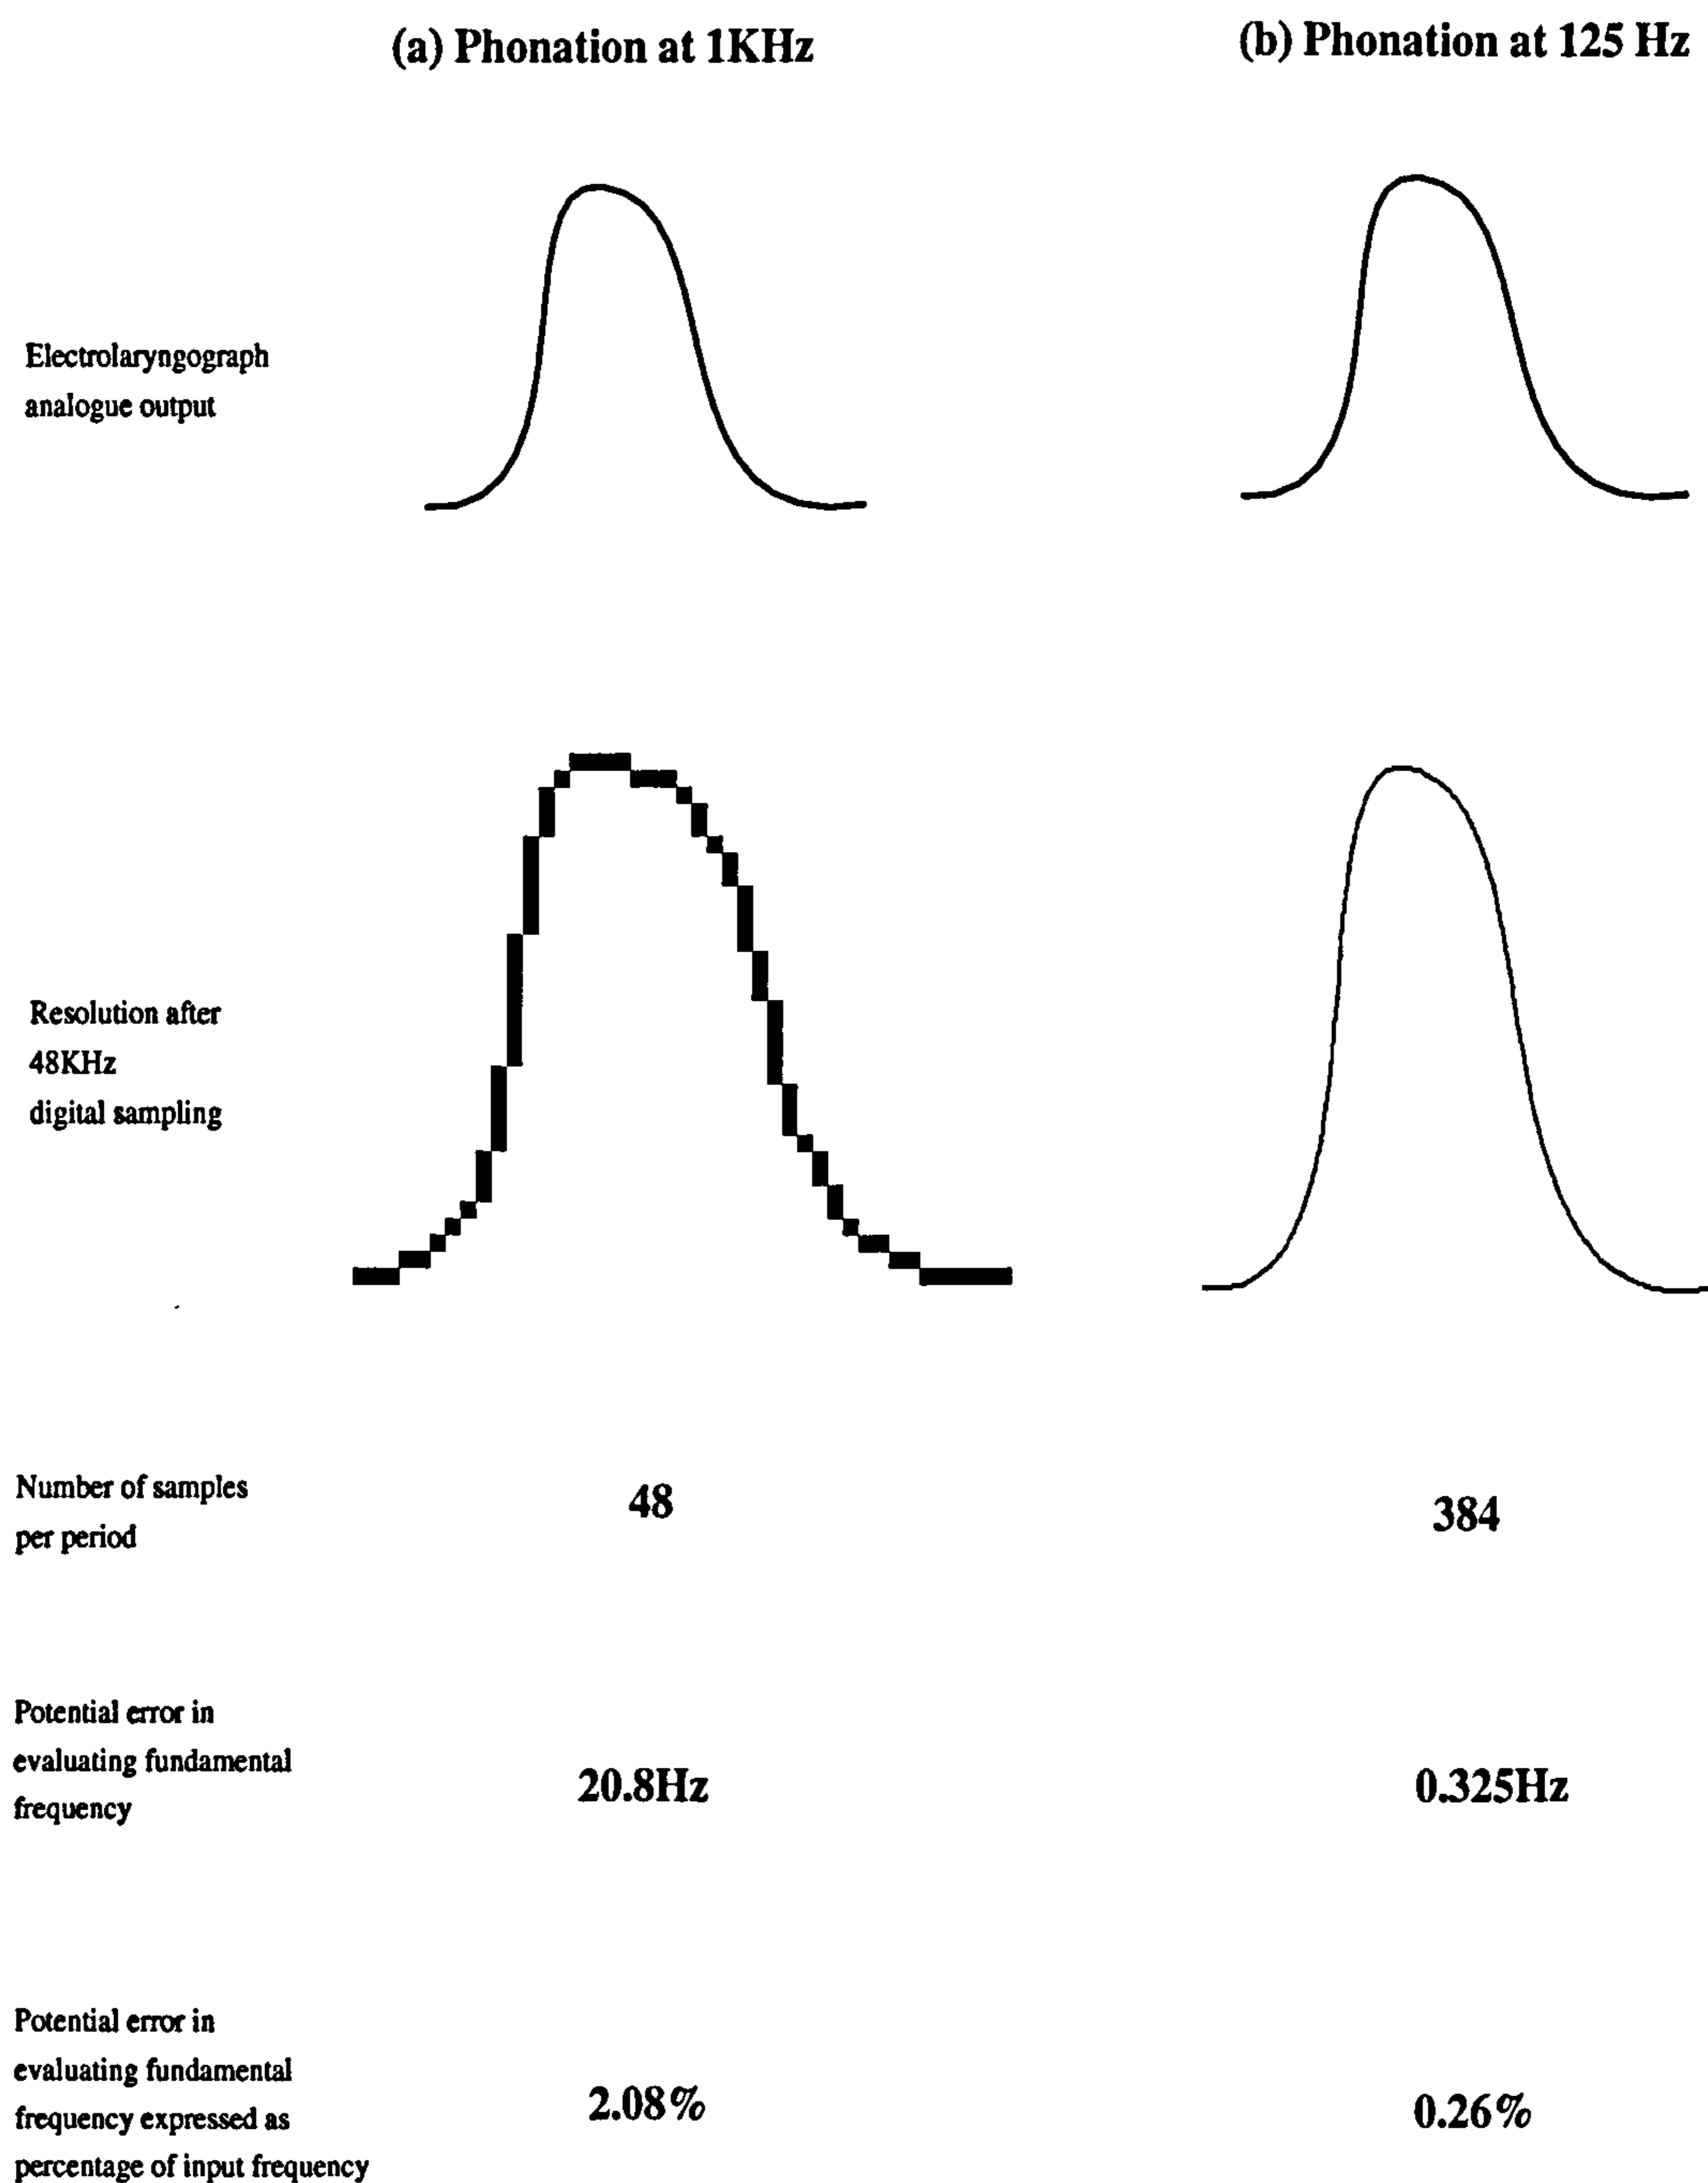 (a) Phonation at 1KHz
(b) Phonation at 125 Hz
Electrolaryngograph
analogue output
Resolution after
48KHz
digital sampling
Number of samples
per period
48
384
Potential error in
evaluating fundamental
frequency
20.8Hz
0.325Hz
Potential error in
evaluating fundamental
frequency expressed as
percentage of input frequency
2.08%
0.26%